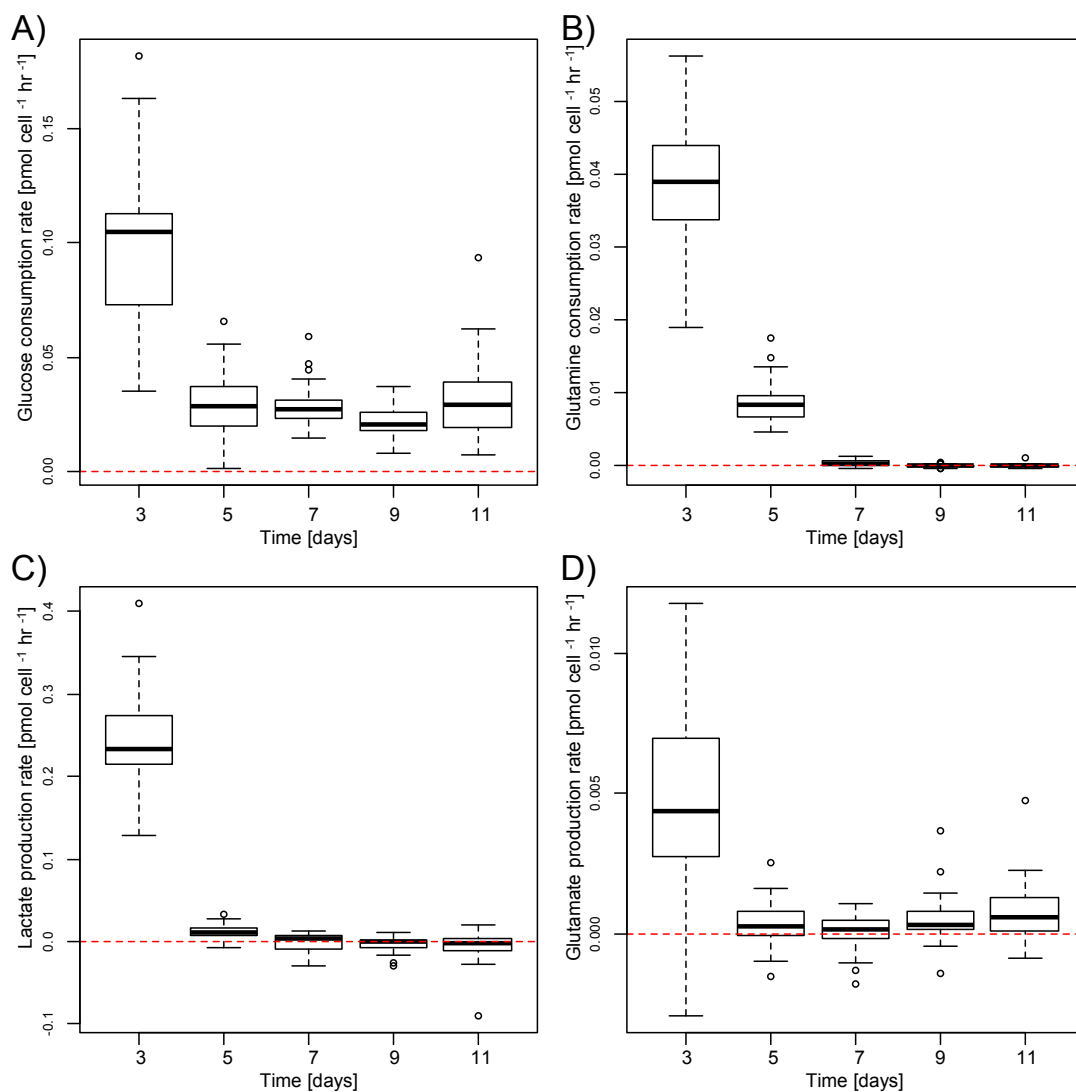 A)
Glucose consumption rate [pmol cell ⁻¹ hr ⁻¹]
0.00
0.05
0.10
0.15
3 5 7 9 11
Time [days]
B)
Glutamine consumption rate [pmol cell ⁻¹ hr ⁻¹]
0.00
0.01
0.02
0.03
0.04
0.05
3 5 7 9 11
Time [days]
C)
Lactate production rate [pmol cell ⁻¹ hr ⁻¹]
-0.1
0.0
0.1
0.2
0.3
0.4
3 5 7 9 11
Time [days]
D)
Glutamate production rate [pmol cell ⁻¹ hr ⁻¹]
0.000
0.005
0.010
3 5 7 9 11
Time [days]